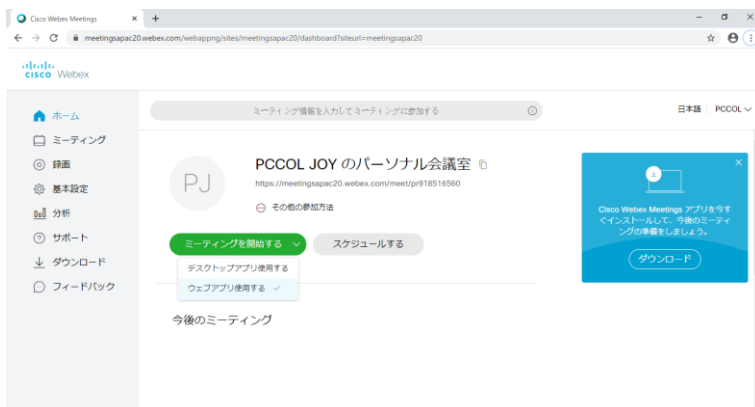 Cisco Webex Meetings
meetingsapac20.webex.com/webappng/sites/meetingsapac20/dashboard?siteurl=meetingsapac20
CISCO Webex
ミーティング情報を入力してミーティングに参加する
日本語 PCCOL
ホーム
ミーティング
録画
基本設定
分析
サポート
ダウンロード
フィードバック
PJ
PCCOL JOY のパーソナル会議室
https://meetingsapac20.webex.com/meet/pr918516560
その他の参加方法
ミーティングを開始する
スケジュールする
デスクトップアプリ使用する
ウェブアプリ使用する
今後のミーティング
Cisco Webex Meetings アプリを今す
ぐインストールして、今後のミーティ
ングの準備をしましょう。
ダウンロード